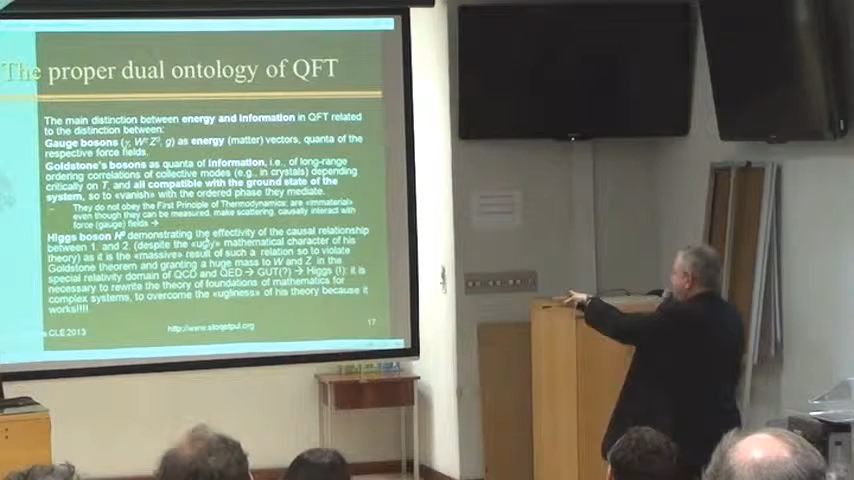 The proper dual ontology of QFT
The main distinction between energy and information in QFT related
to the distinction between:
Gauge bosons (γ, W± Z⁰, g) as energy (matter) vectors, quanta of the
respective force fields.
Goldstone's bosons as quanta of information, i.e., of long-range
ordering correlations of collective modes (e.g., in crystals) depending
critically on T, and all compatible with the ground state of the
system, so to «vanish» with the ordered phase they mediate.
They do not obey the First Principle of Thermodynamics: are «immaterial»
even though they can be measured, make scattering, causally interact with
force (gauge) fields →
Higgs boson H⁰ demonstrating the effectivity of the causal relationship
between 1. and 2. (despite the «ugly» mathematical character of his
theory) as it is the «massive» result of such a relation so to violate
Goldstone theorem and granting a huge mass to W and Z in the
special relativity domain of QCD and QED → GUT(?) → Higgs (!): it is
necessary to rewrite the theory of foundations of mathematics for
complex systems, to overcome the «ugliness» of his theory because it
works!!!!
CLE 2013
17